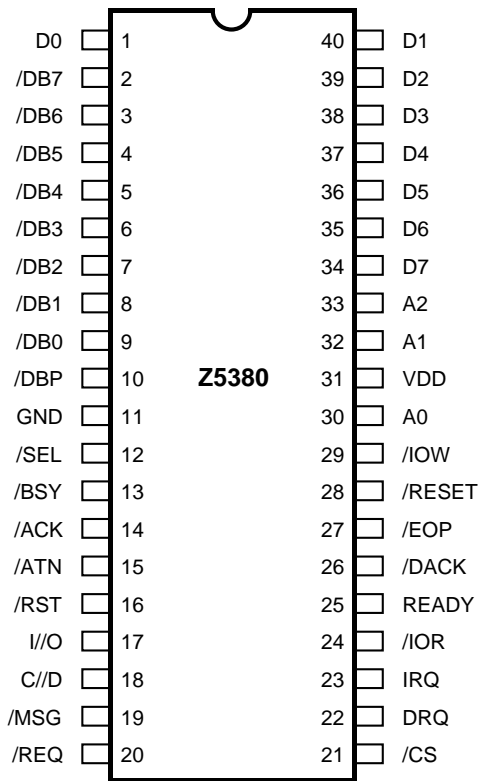 D0 1 40 D1
/DB7 2 39 D2
/DB6 3 38 D3
/DB5 4 37 D4
/DB4 5 36 D5
/DB3 6 35 D6
/DB2 7 34 D7
/DB1 8 33 A2
/DB0 9 32 A1
/DBP 10 Z5380 31 VDD
GND 11 30 A0
/SEL 12 29 /IOW
/BSY 13 28 /RESET
/ACK 14 27 /EOP
/ATN 15 26 /DACK
/RST 16 25 READY
I//O 17 24 /IOR
C//D 18 23 IRQ
/MSG 19 22 DRQ
/REQ 20 21 /CS